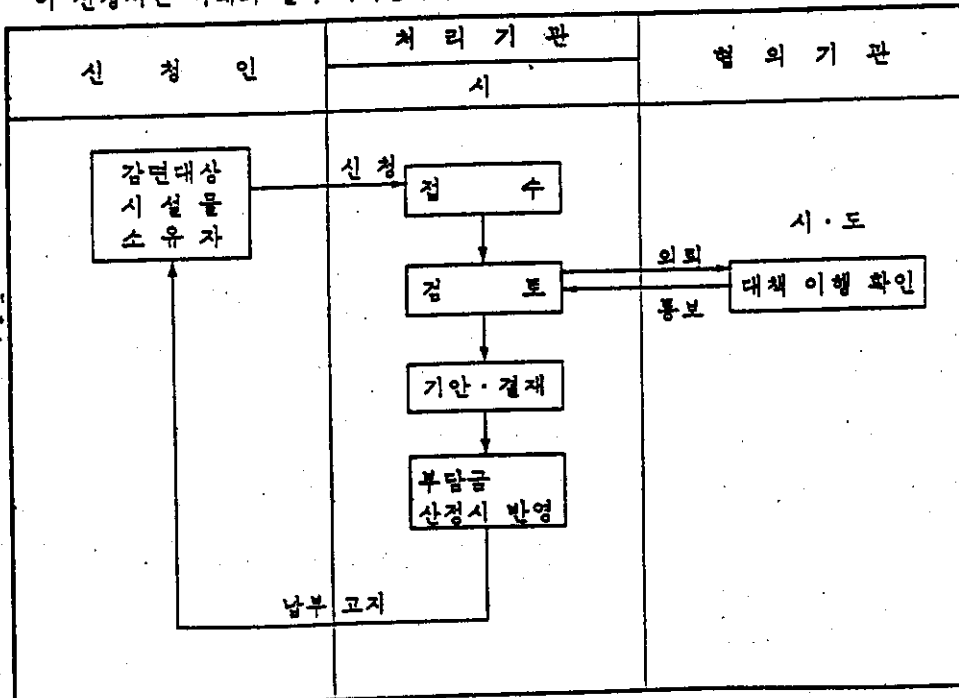 신 청 인
처 리 기 관
시
협 의 기 관
감면대상
시 설 물
소 유 자
신 청
접 수
검 토
의뢰
통보
시 · 도
대책 이행 확인
기안 · 결재
부담금
산정시 반영
납부 고지